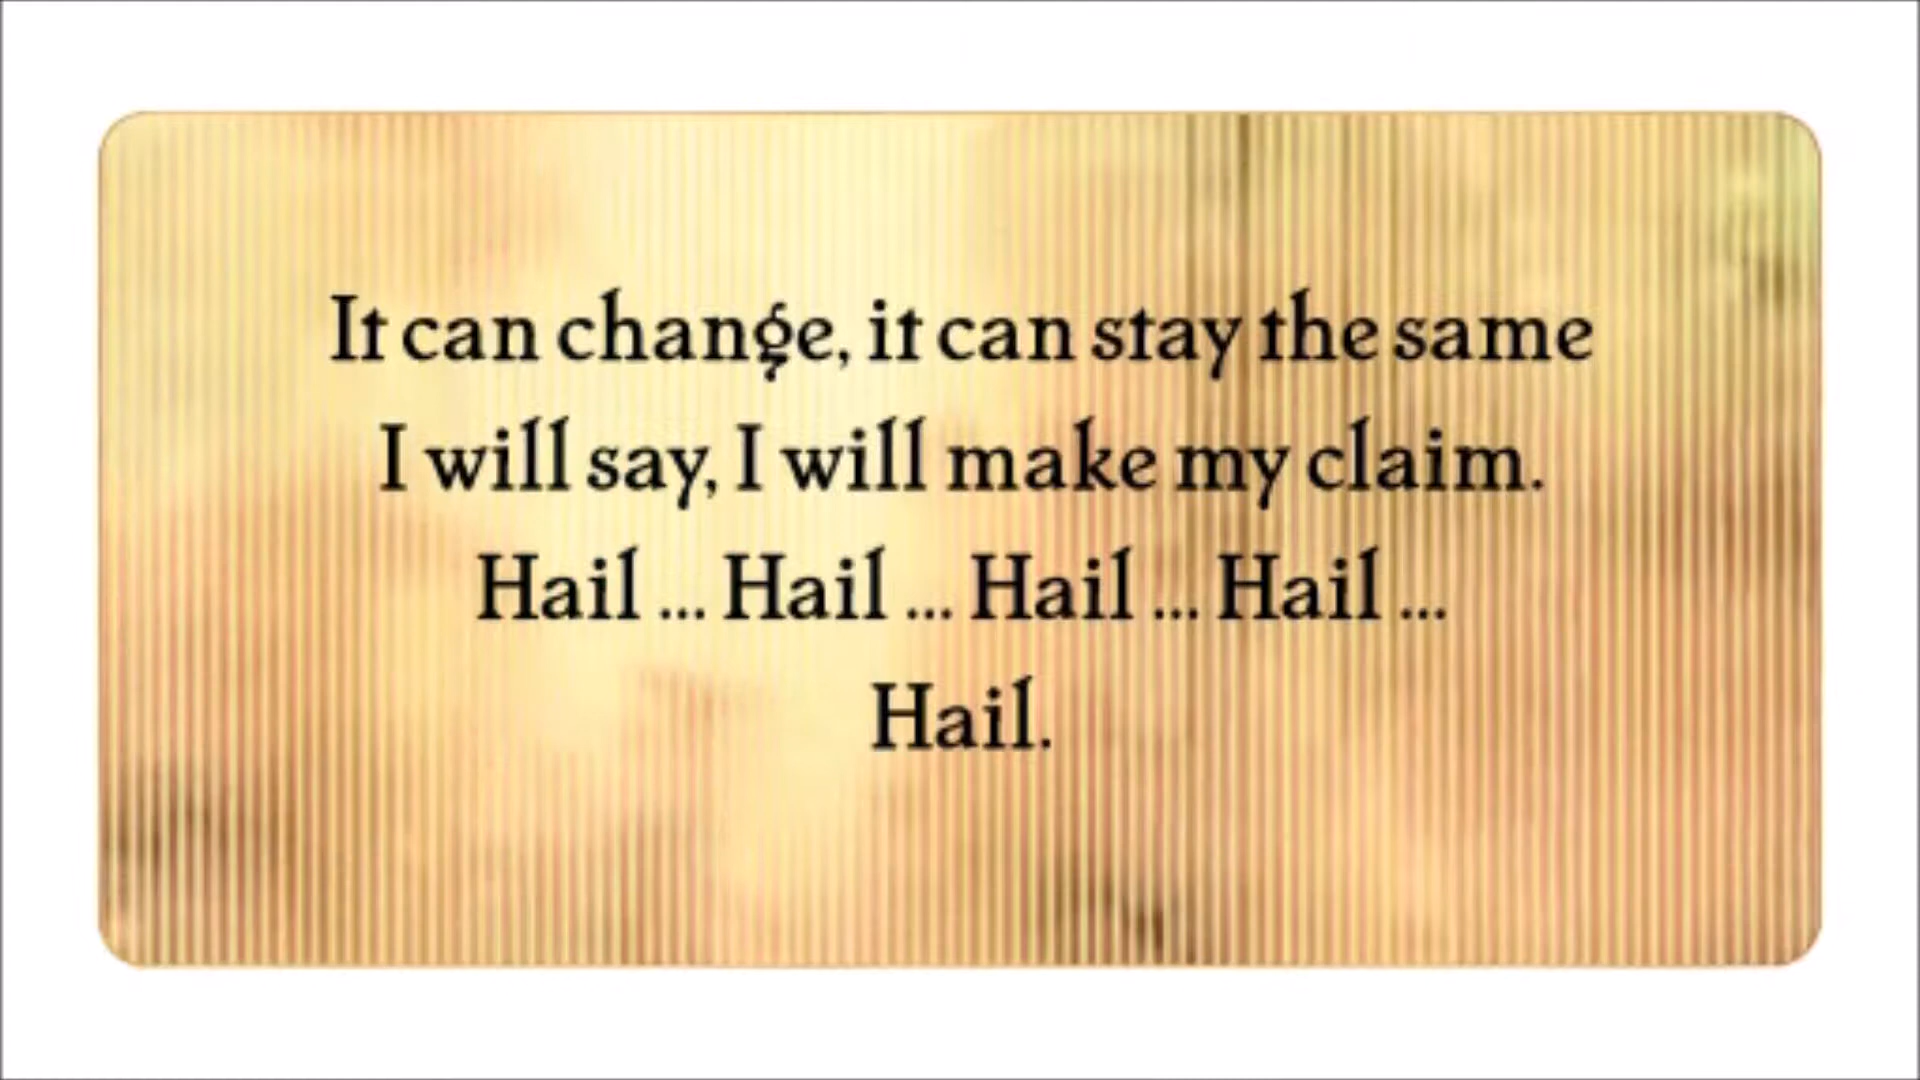 It can change, it can stay the same
I will say, I will make my claim.
Hail ... Hail ... Hail ... Hail ...
Hail.